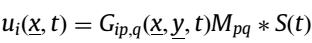 u_i(x, t) = G_{ip,q}(x, y, t)M_{pq} * S(t)